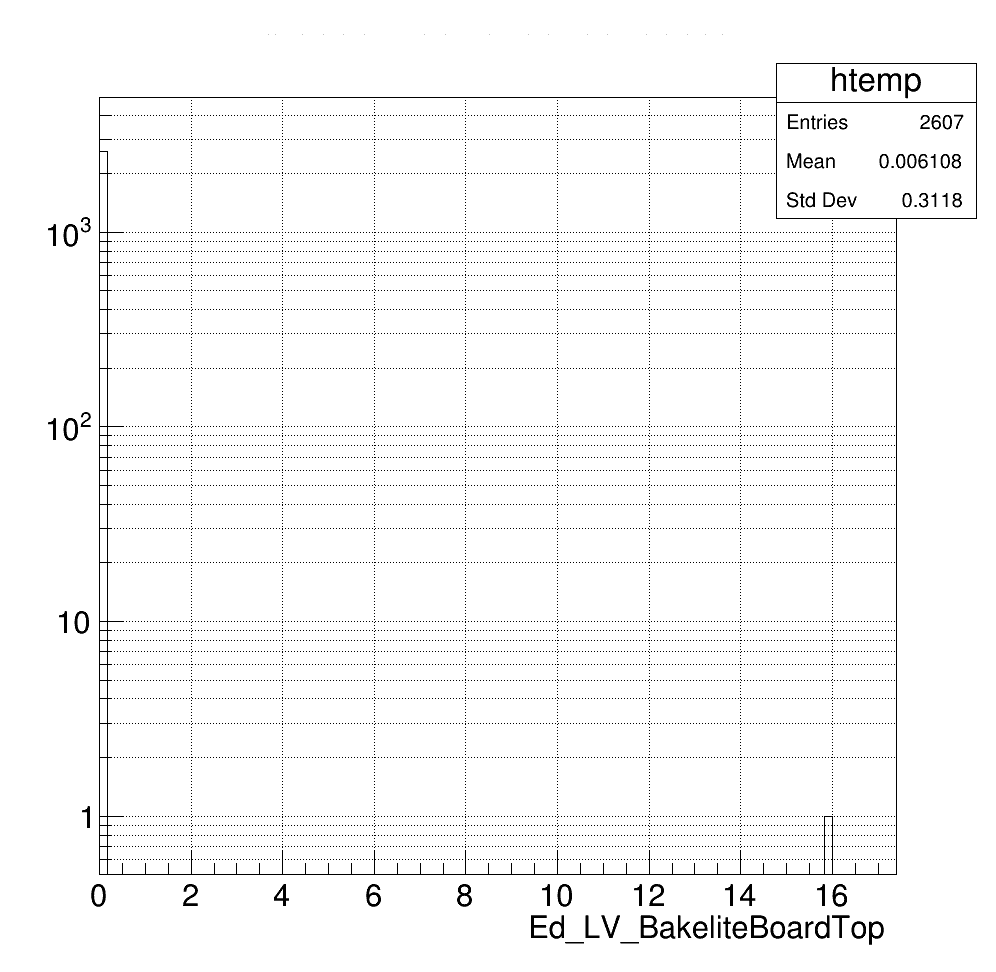 htemp
Entries 2607
Mean 0.006108
Std Dev 0.3118
10³
10²
10
1
0 2 4 6 8 10 12 14 16
Ed_LV_BakeliteBoardTop